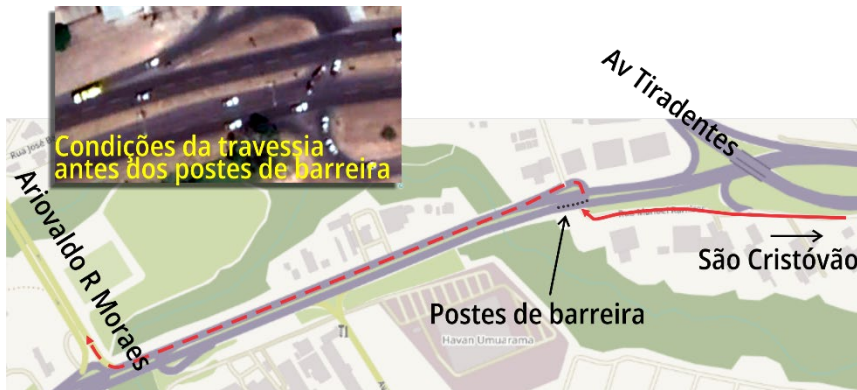 Condições da travessia
antes dos postes de barreira
Av Tiradentes
Ariovaldo R Moraes
São Cristóvão
Postes de barreira
Havan Umuarama